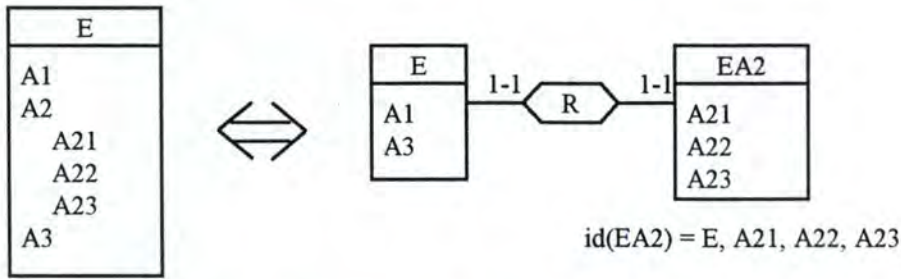 E
A1
A2
A21
A22
A23
A3
E
A1
A3
1-1
R
1-1
EA2
A21
A22
A23
id(EA2) = E, A21, A22, A23